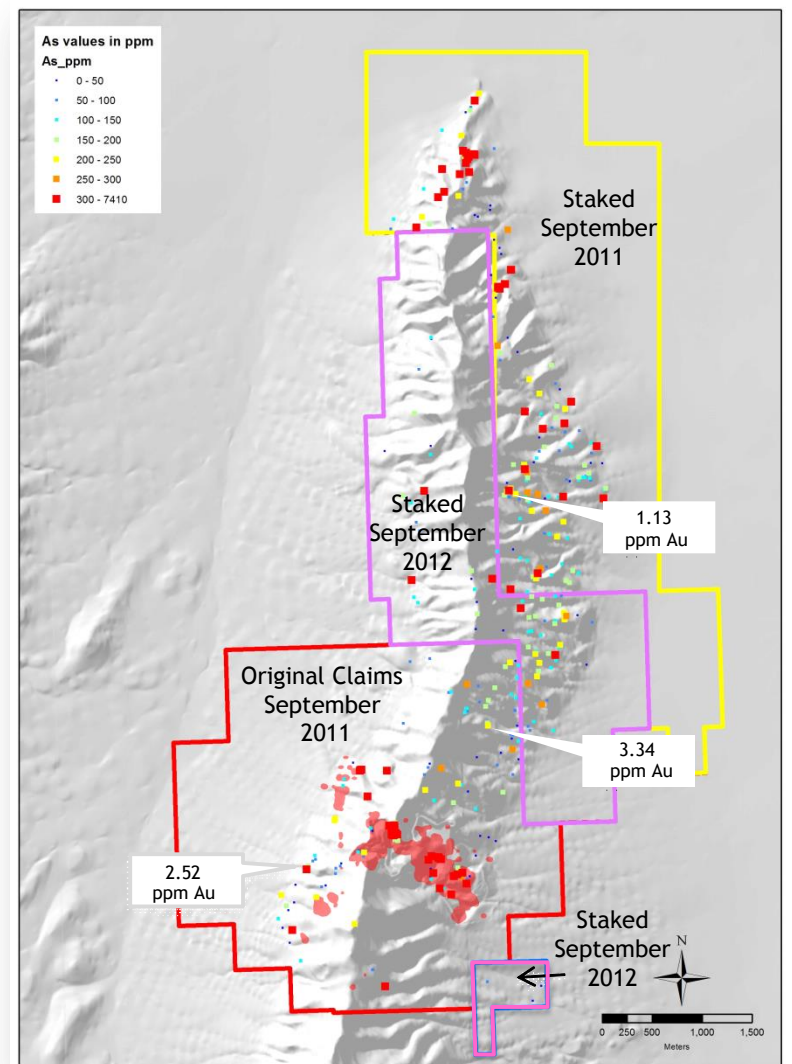 As values in ppm
As_ppm
0 - 50
50 - 100
100 - 150
150 - 200
200 - 250
250 - 300
300 - 7410
Staked
September
2011
Staked
September
2012
1.13
ppm Au
Original Claims
September
2011
3.34
ppm Au
2.52
ppm Au
Staked
September
2012
N
0 250 500 1,000 1,500
Meters